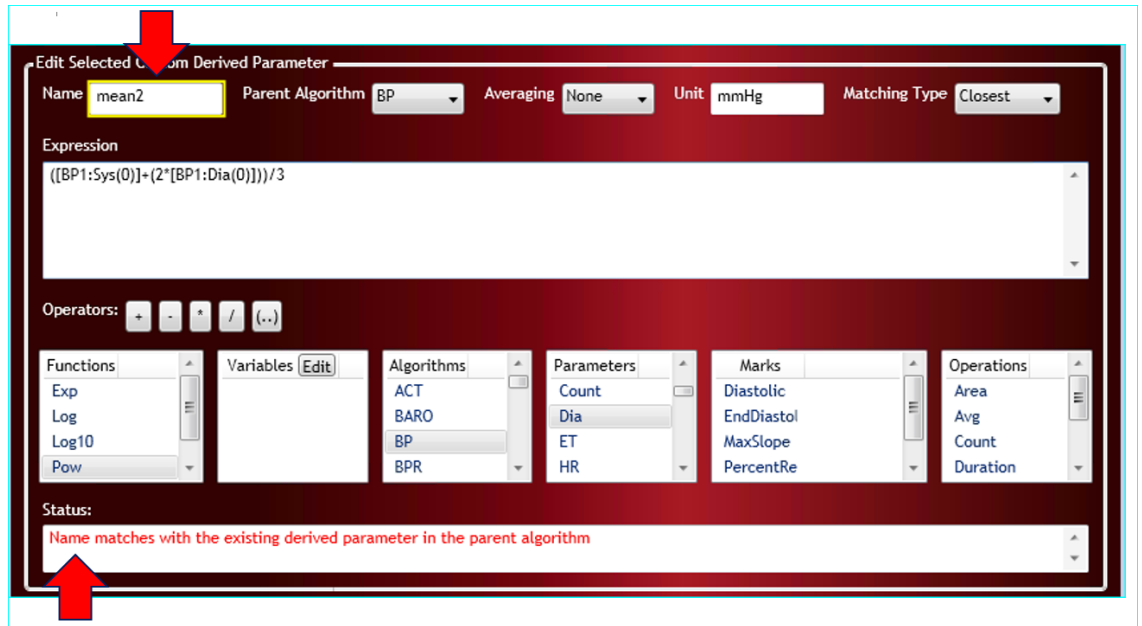 Edit Selected C om Derived Parameter
Name mean2 Parent Algorithm BP Averaging None Unit mmHg Matching Type Closest
Expression
([BP1:Sys(0)]+(2*[BP1:Dia(0)]))/3
Operators: + - * / (..)
Functions Variables Edit Algorithms Parameters Marks Operations
Exp ACT Count Diastolic Area
Log BARO Dia EndDiastol Avg
Log10 BP ET MaxSlope Count
Pow BPR HR PercentRe Duration
Status:
Name matches with the existing derived parameter in the parent algorithm